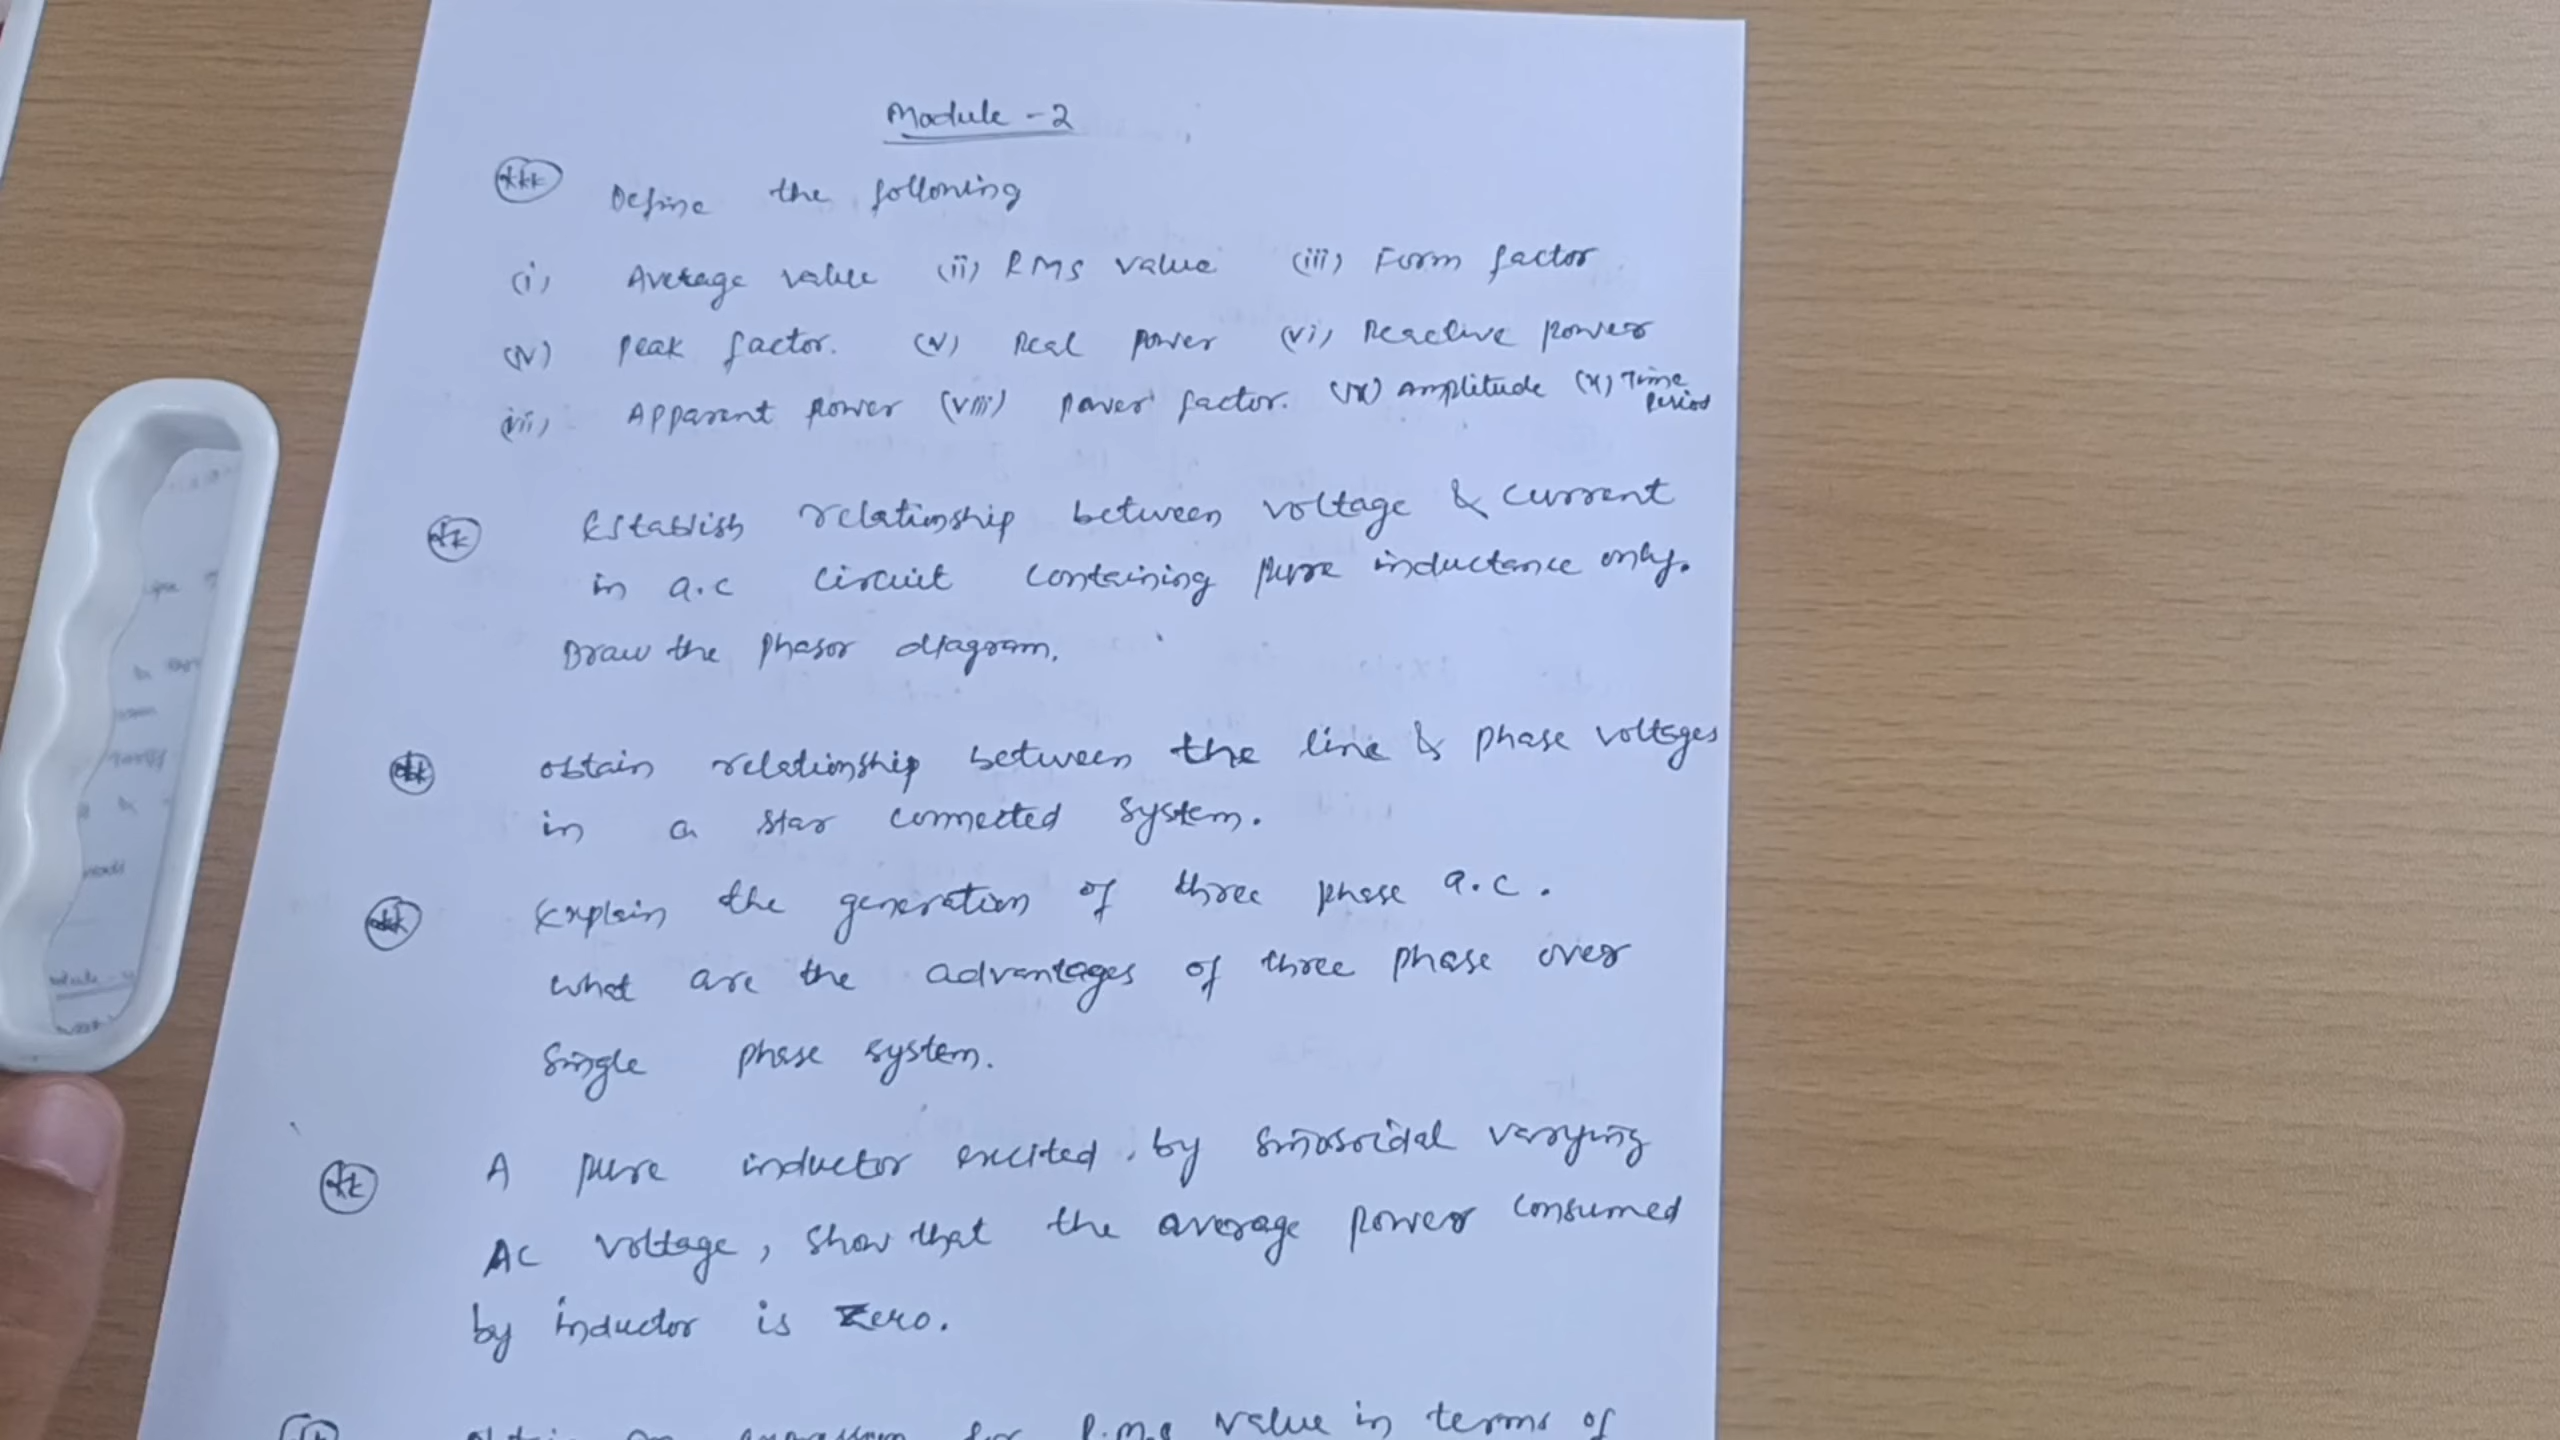 Module - 2
*** Define the following
(i) Average value (ii) RMS value (iii) Form factor
(iv) Peak factor. (v) Real power (vi) Reactive power
(vii) Apparent power (viii) power factor. (ix) Amplitude (x) Time Period
** Establish relationship between voltage & current
in a.c circuit containing pure inductance only.
Draw the phasor diagram.
*** obtain relationship between the line & phase voltages
in a star connected system.
*** Explain the generation of three phase a.c.
what are the advantages of three phase over
single phase system.
** A pure inductor excited by sinusoidal varying
AC voltage, show that the average power consumed
by inductor is Zero.
obtain an expression for R.M.S value in terms of